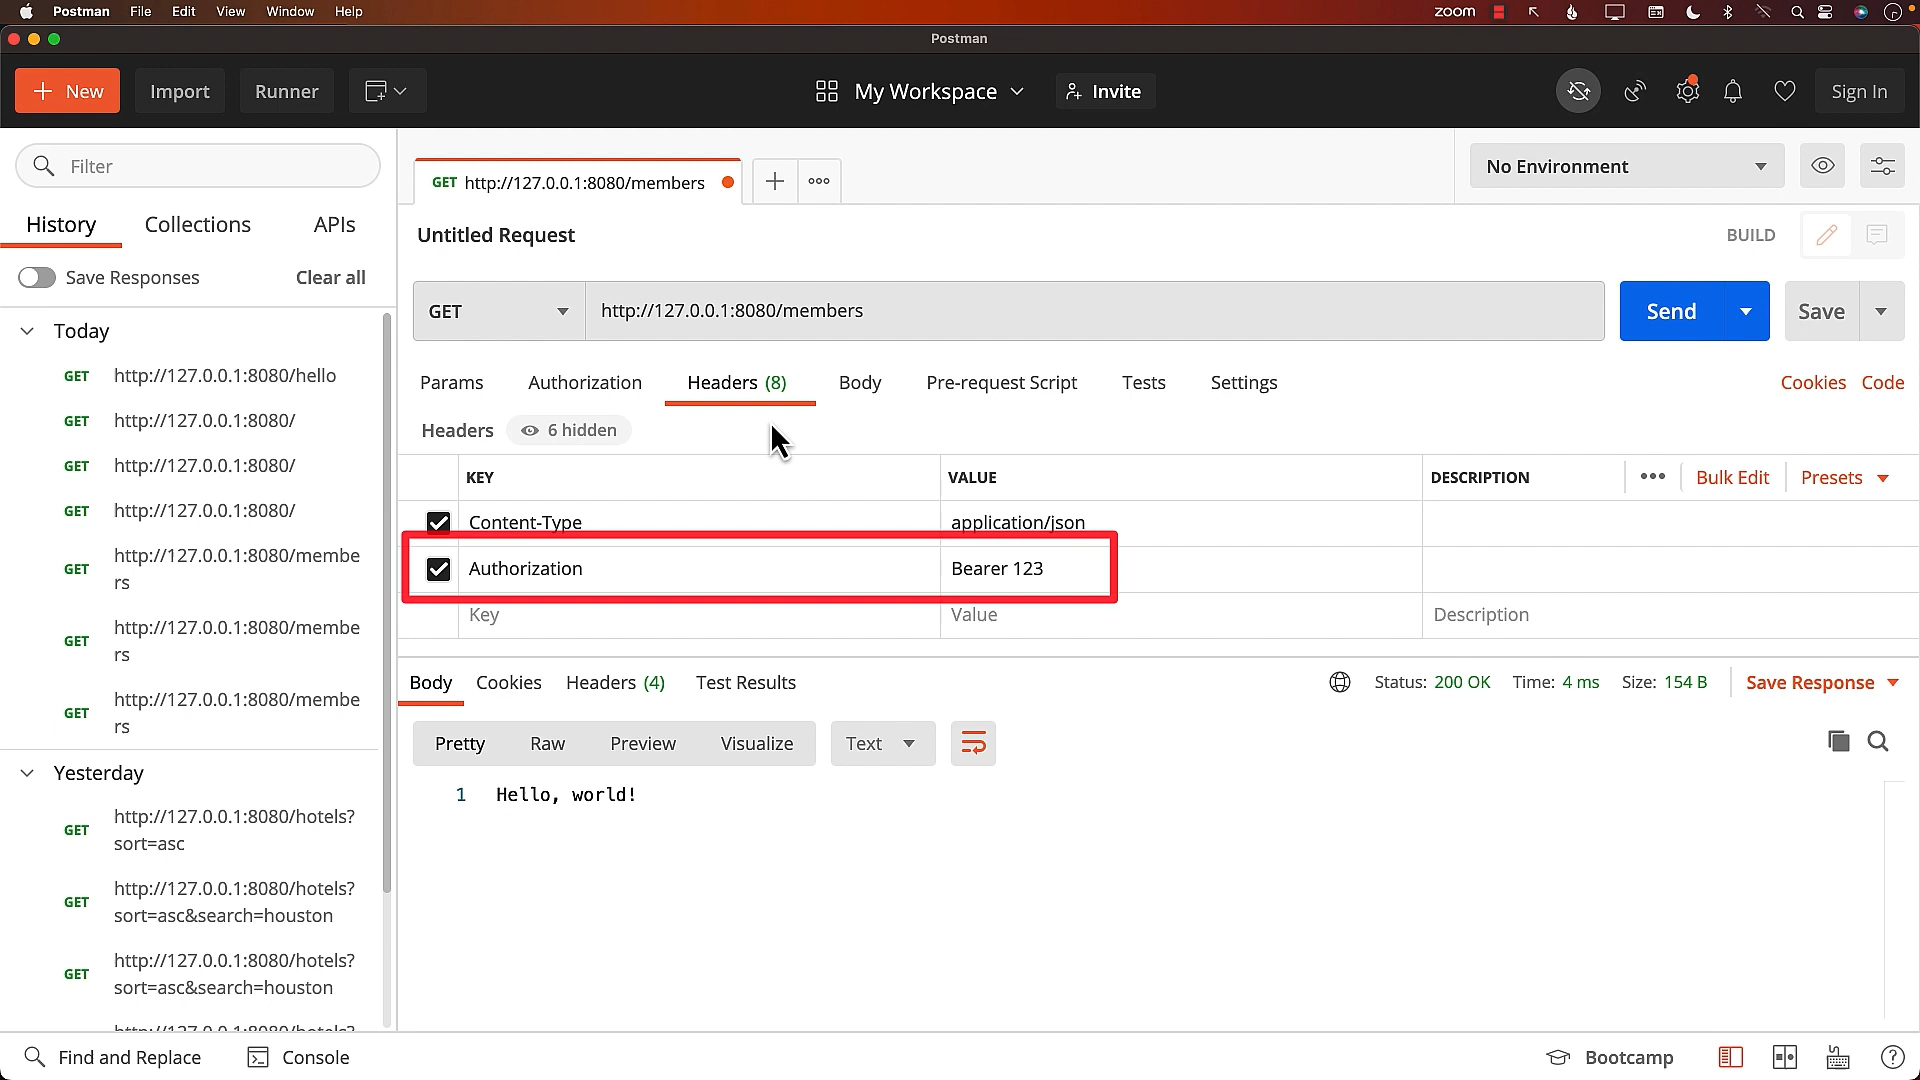 Postman File Edit View Window Help zoom
Postman
New Import Runner My Workspace Invite Sign In
Filter
History Collections APIs
Save Responses Clear all
Today
GET http://127.0.0.1:8080/hello
GET http://127.0.0.1:8080/
GET http://127.0.0.1:8080/
GET http://127.0.0.1:8080/
GET http://127.0.0.1:8080/membe
rs
GET http://127.0.0.1:8080/membe
rs
GET http://127.0.0.1:8080/membe
rs
Yesterday
GET http://127.0.0.1:8080/hotels?
sort=asc
GET http://127.0.0.1:8080/hotels?
sort=asc&search=houston
GET http://127.0.0.1:8080/hotels?
sort=asc&search=houston
http://127.0.0.1:8080/hotels?
GET http://127.0.0.1:8080/members
No Environment
Untitled Request BUILD
GET http://127.0.0.1:8080/members Send Save
Params Authorization Headers (8) Body Pre-request Script Tests Settings Cookies Code
Headers 6 hidden
KEY VALUE DESCRIPTION Bulk Edit Presets
Content-Type application/json
Authorization Bearer 123
Key Value Description
Body Cookies Headers (4) Test Results Status: 200 OK Time: 4 ms Size: 154 B Save Response
Pretty Raw Preview Visualize Text
1 Hello, world!
Find and Replace Console Bootcamp